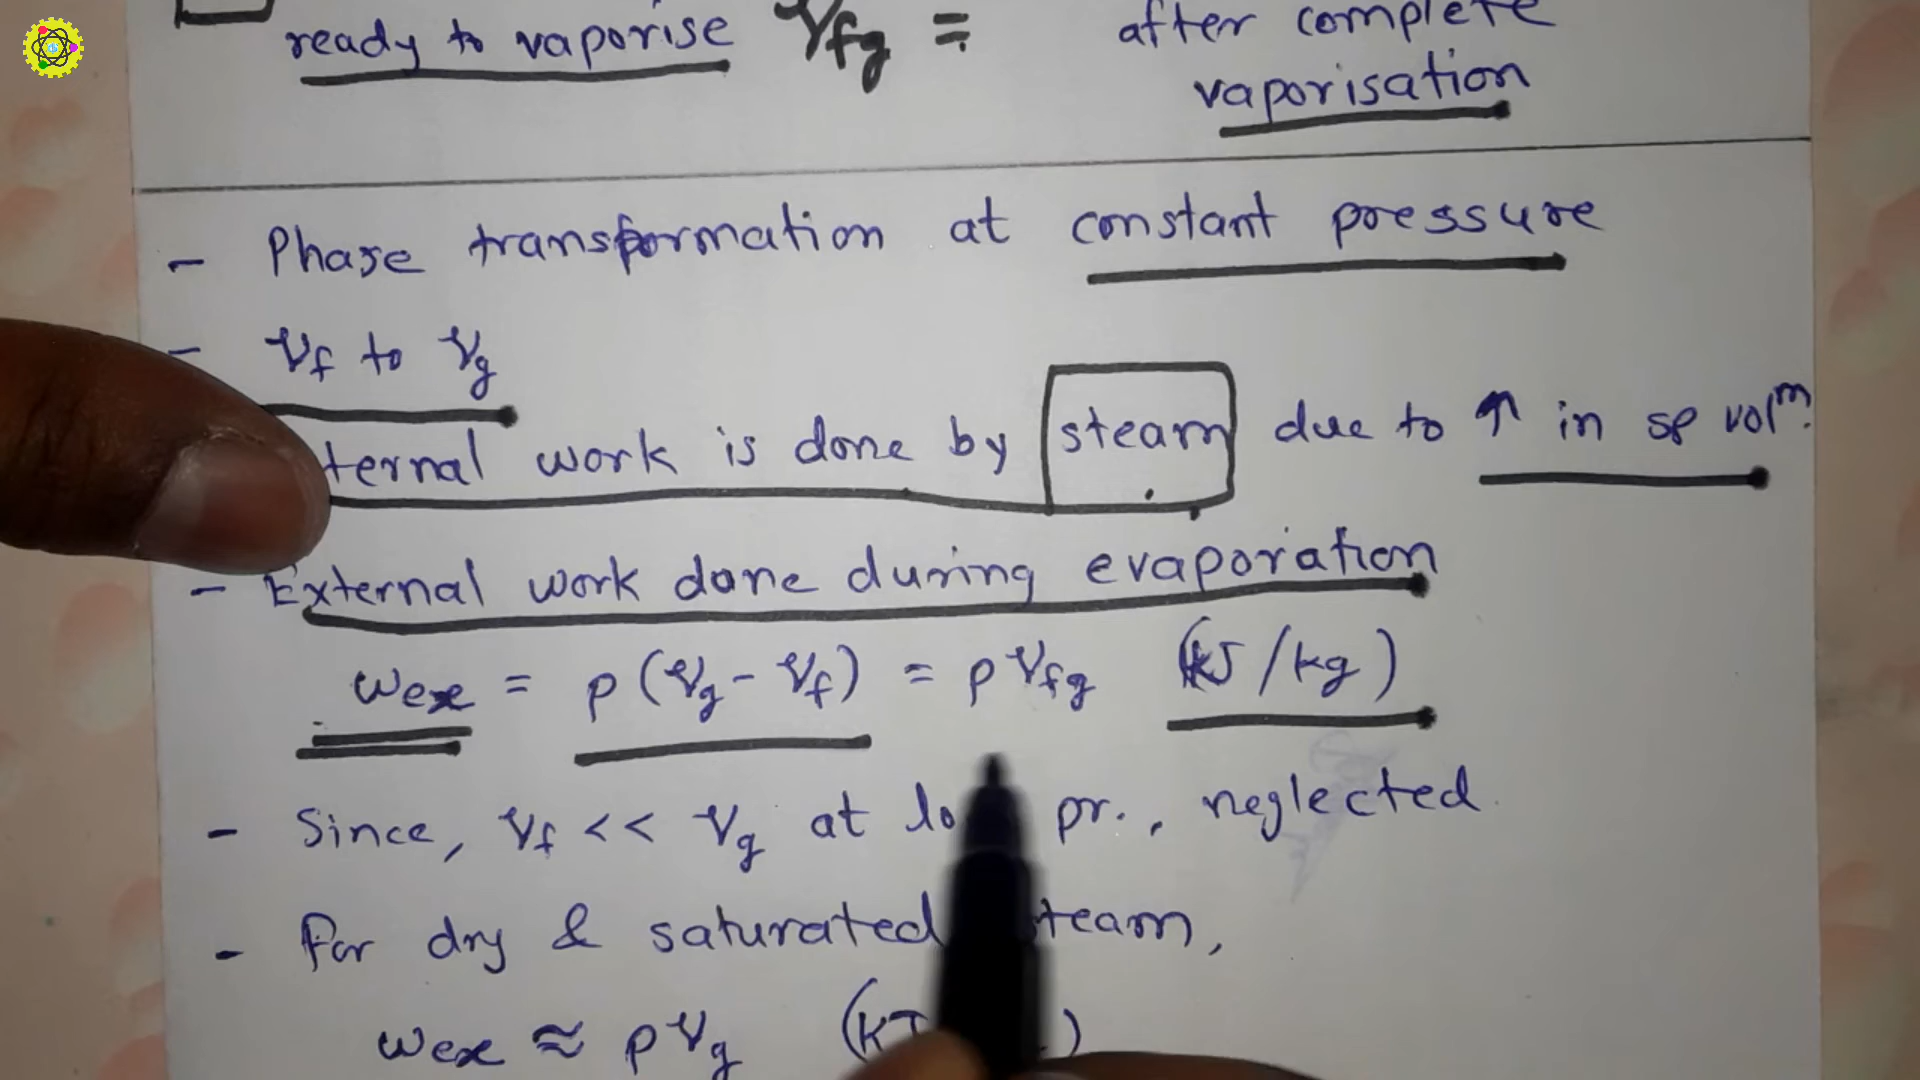 ready to vaporise vfg = after complete
vaporisation
- Phase transformation at constant pressure
- vf to vg
ternal work is done by steam due to ↑ in sp volm.
- External work done during evaporation
wex = p (vg - vf) = p vfg (kJ/kg)
- Since, vf << vg at lo pr., neglected
- For dry & saturated team,
wex ≈ p vg (kJ )